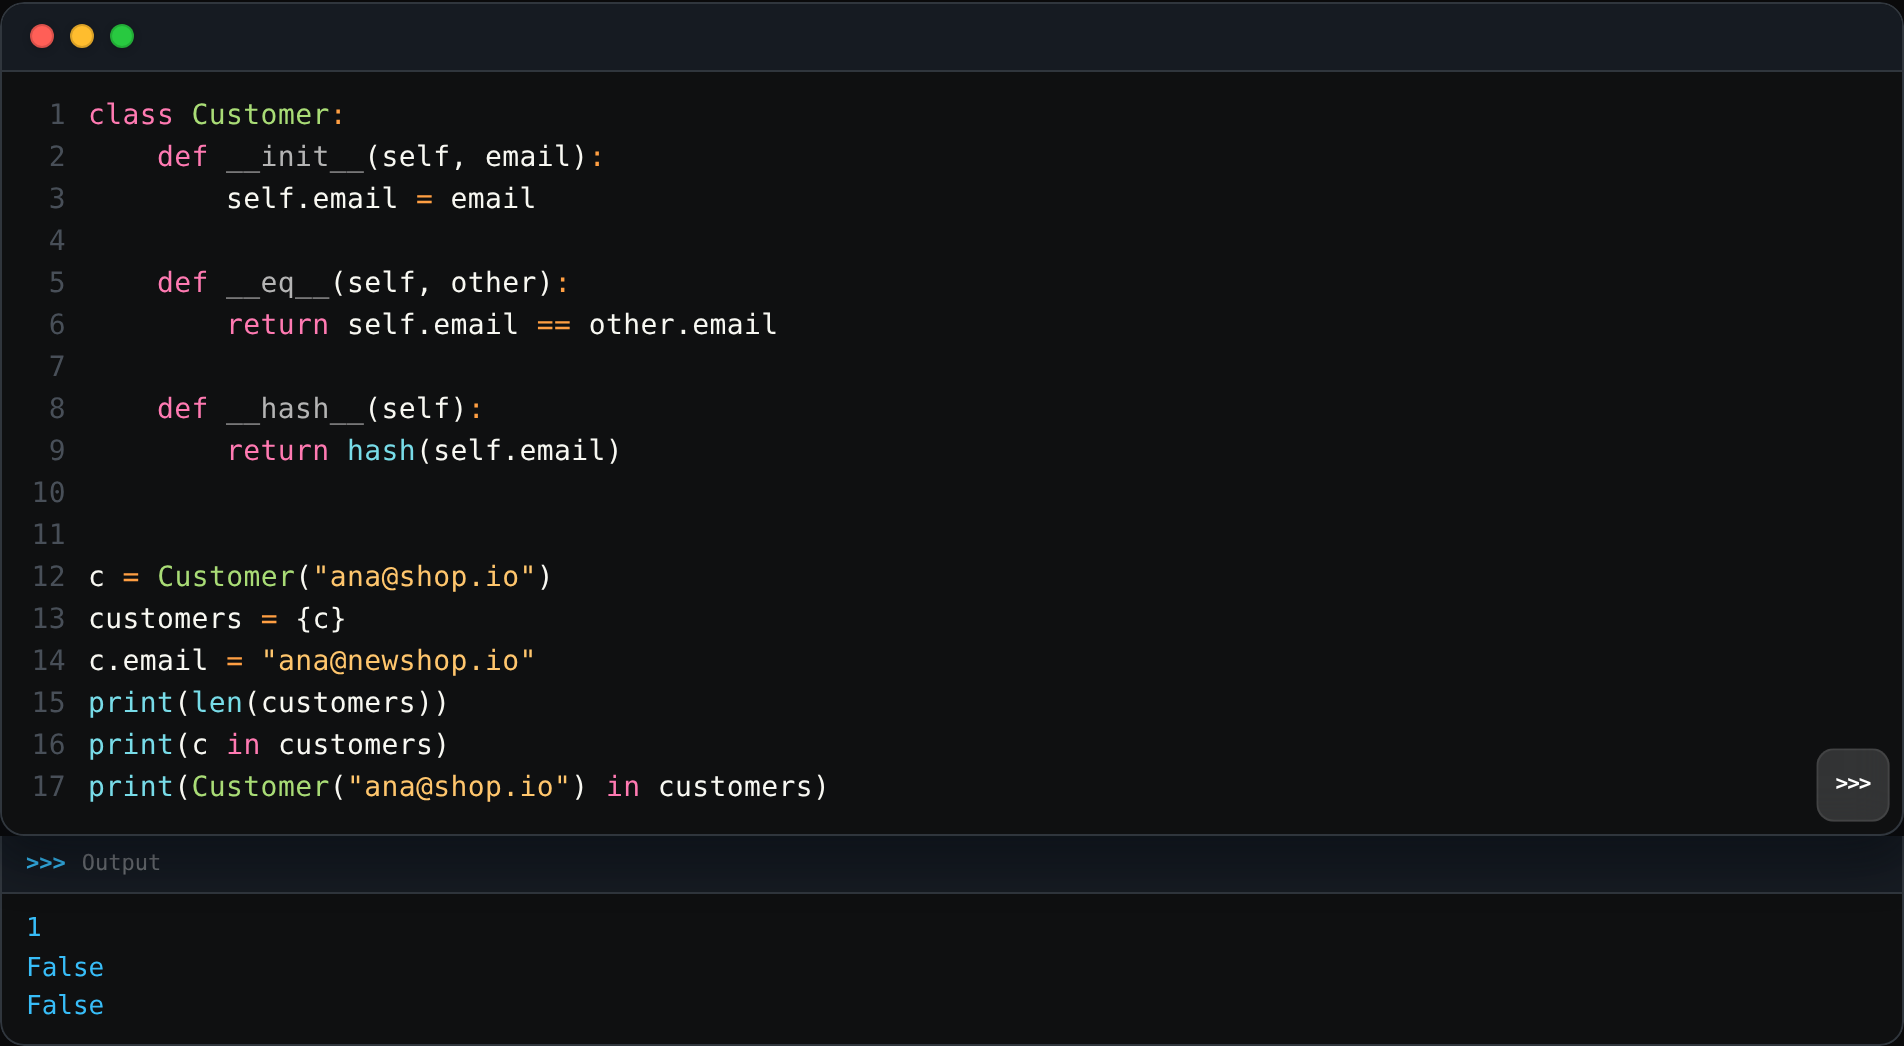 1 class Customer:
2     def __init__(self, email):
3         self.email = email
4
5     def __eq__(self, other):
6         return self.email == other.email
7
8     def __hash__(self):
9         return hash(self.email)
10
11
12 c = Customer("ana@shop.io")
13 customers = {c}
14 c.email = "ana@newshop.io"
15 print(len(customers))
16 print(c in customers)
17 print(Customer("ana@shop.io") in customers)
>>>
>>> Output
1
False
False